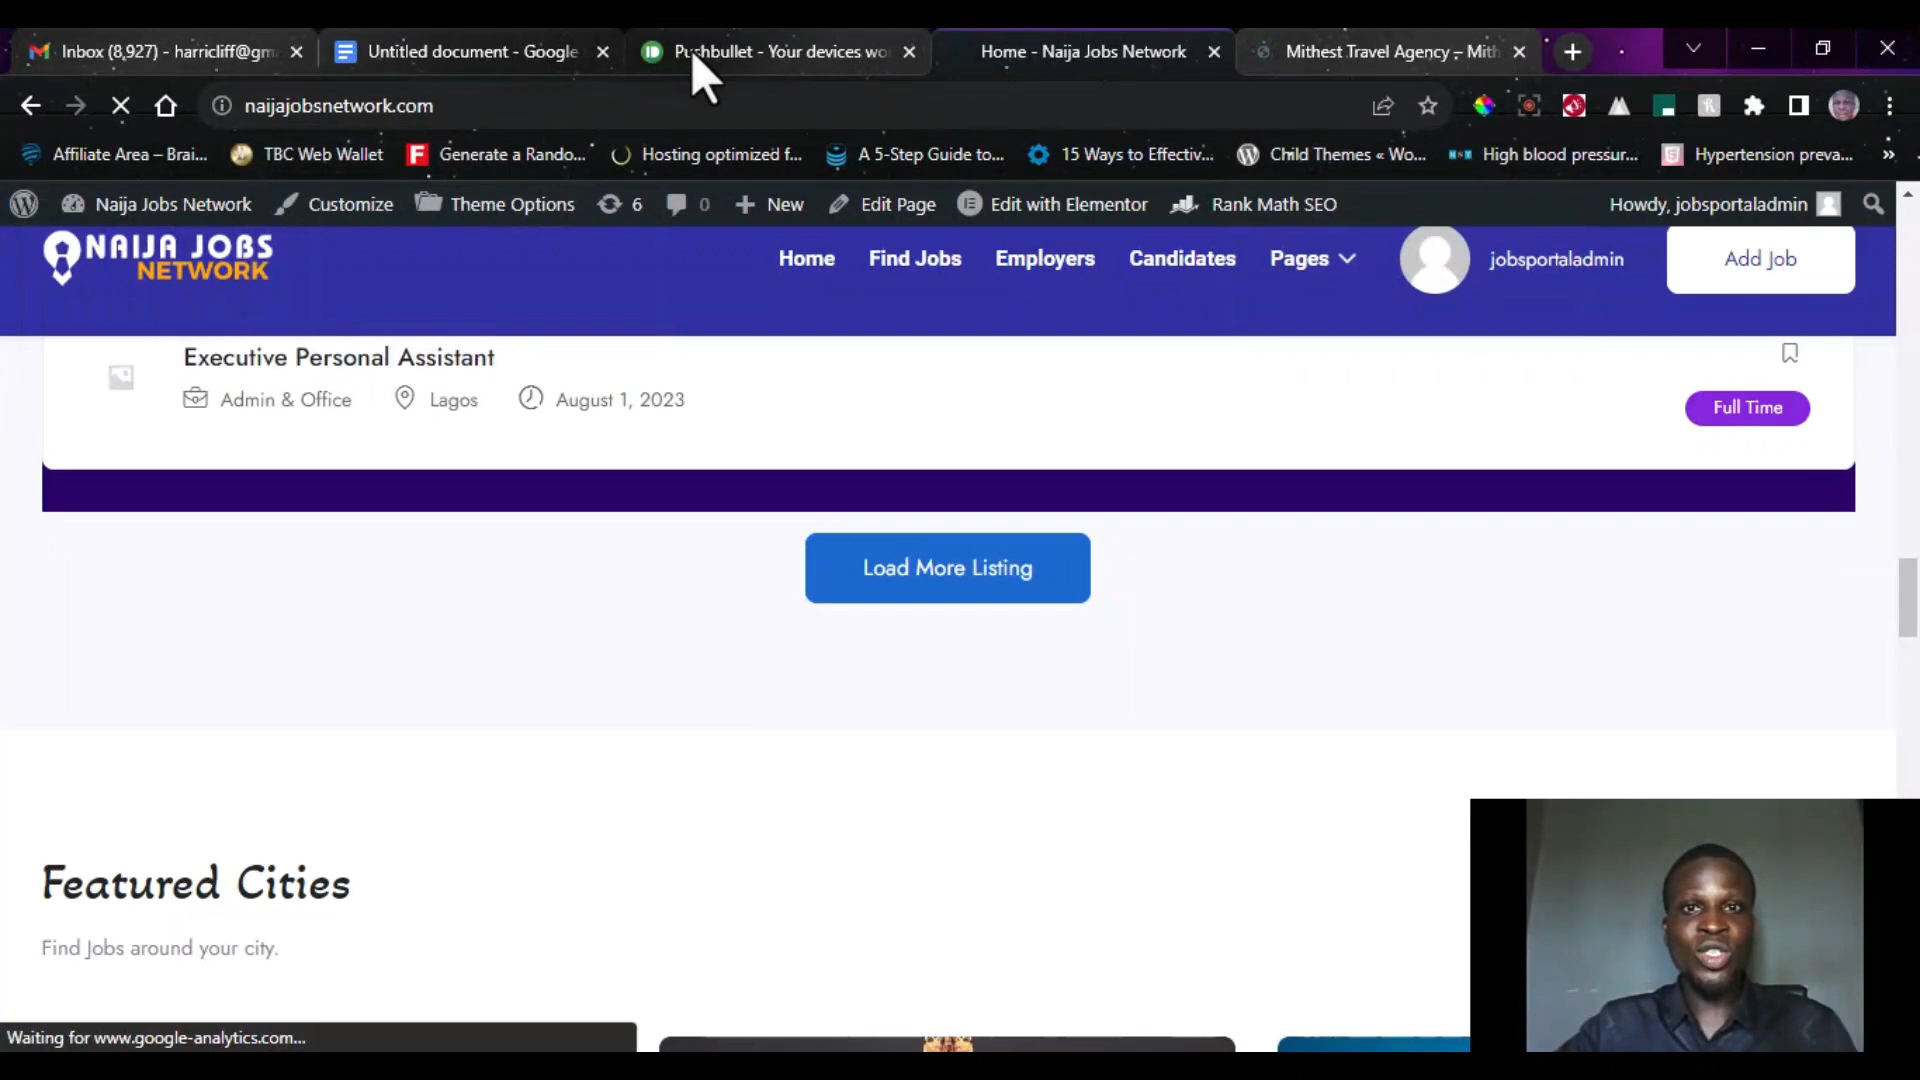 Inbox (8,927) - harricliff@gm
Untitled document - Google
Pushbullet - Your devices wo
Home - Naija Jobs Network
Mithest Travel Agency – Mith
naijajobsnetwork.com
Affiliate Area – Brai...
TBC Web Wallet
Generate a Rando...
Hosting optimized f...
A 5-Step Guide to...
15 Ways to Effectiv...
Child Themes « Wo...
High blood pressur...
Hypertension preva...
»
Naija Jobs Network
Customize
Theme Options
6
0
New
Edit Page
Edit with Elementor
Rank Math SEO
Howdy, jobsportaladmin
NAIJA JOBS
NETWORK
Home
Find Jobs
Employers
Candidates
Pages
jobsportaladmin
Add Job
Executive Personal Assistant
Admin & Office
Lagos
August 1, 2023
Full Time
Load More Listing
Featured Cities
Find Jobs around your city.
Waiting for www.google-analytics.com...